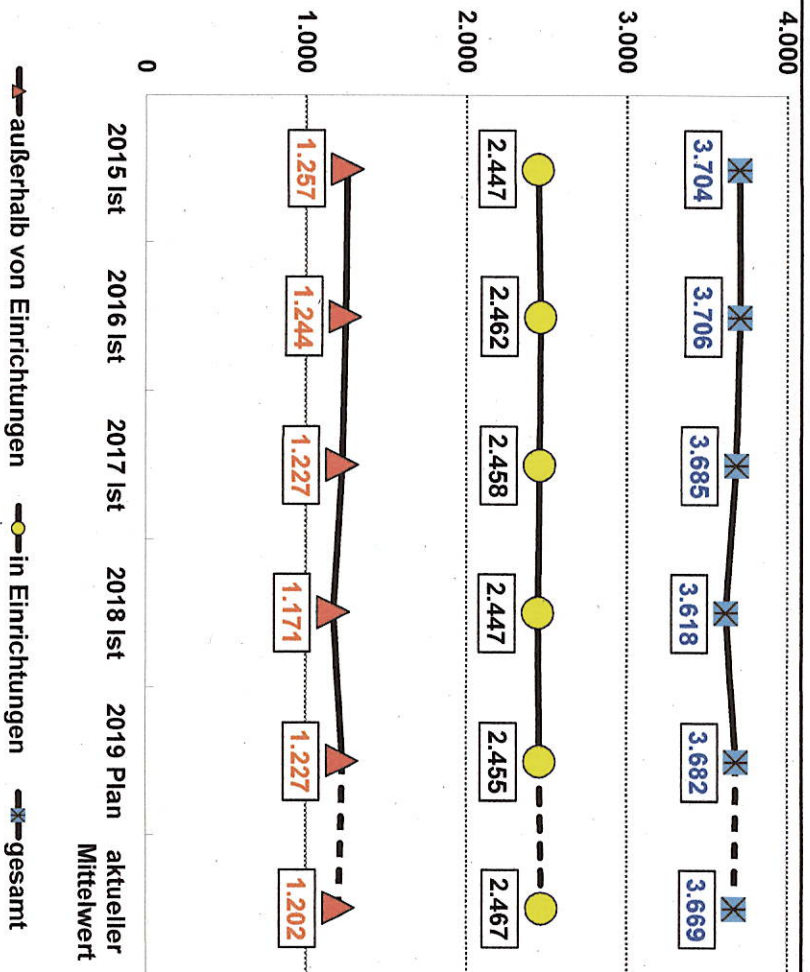 4.000
3.704 3.706 3.685 3.618 3.682 3.669
3.000
2.447 2.462 2.458 2.447 2.455 2.467
2.000
1.257 1.244 1.227 1.171 1.227 1.202
1.000
0
2015 Ist 2016 Ist 2017 Ist 2018 Ist 2019 Plan aktueller
Mittelwert
außerhalb von Einrichtungen in Einrichtungen gesamt